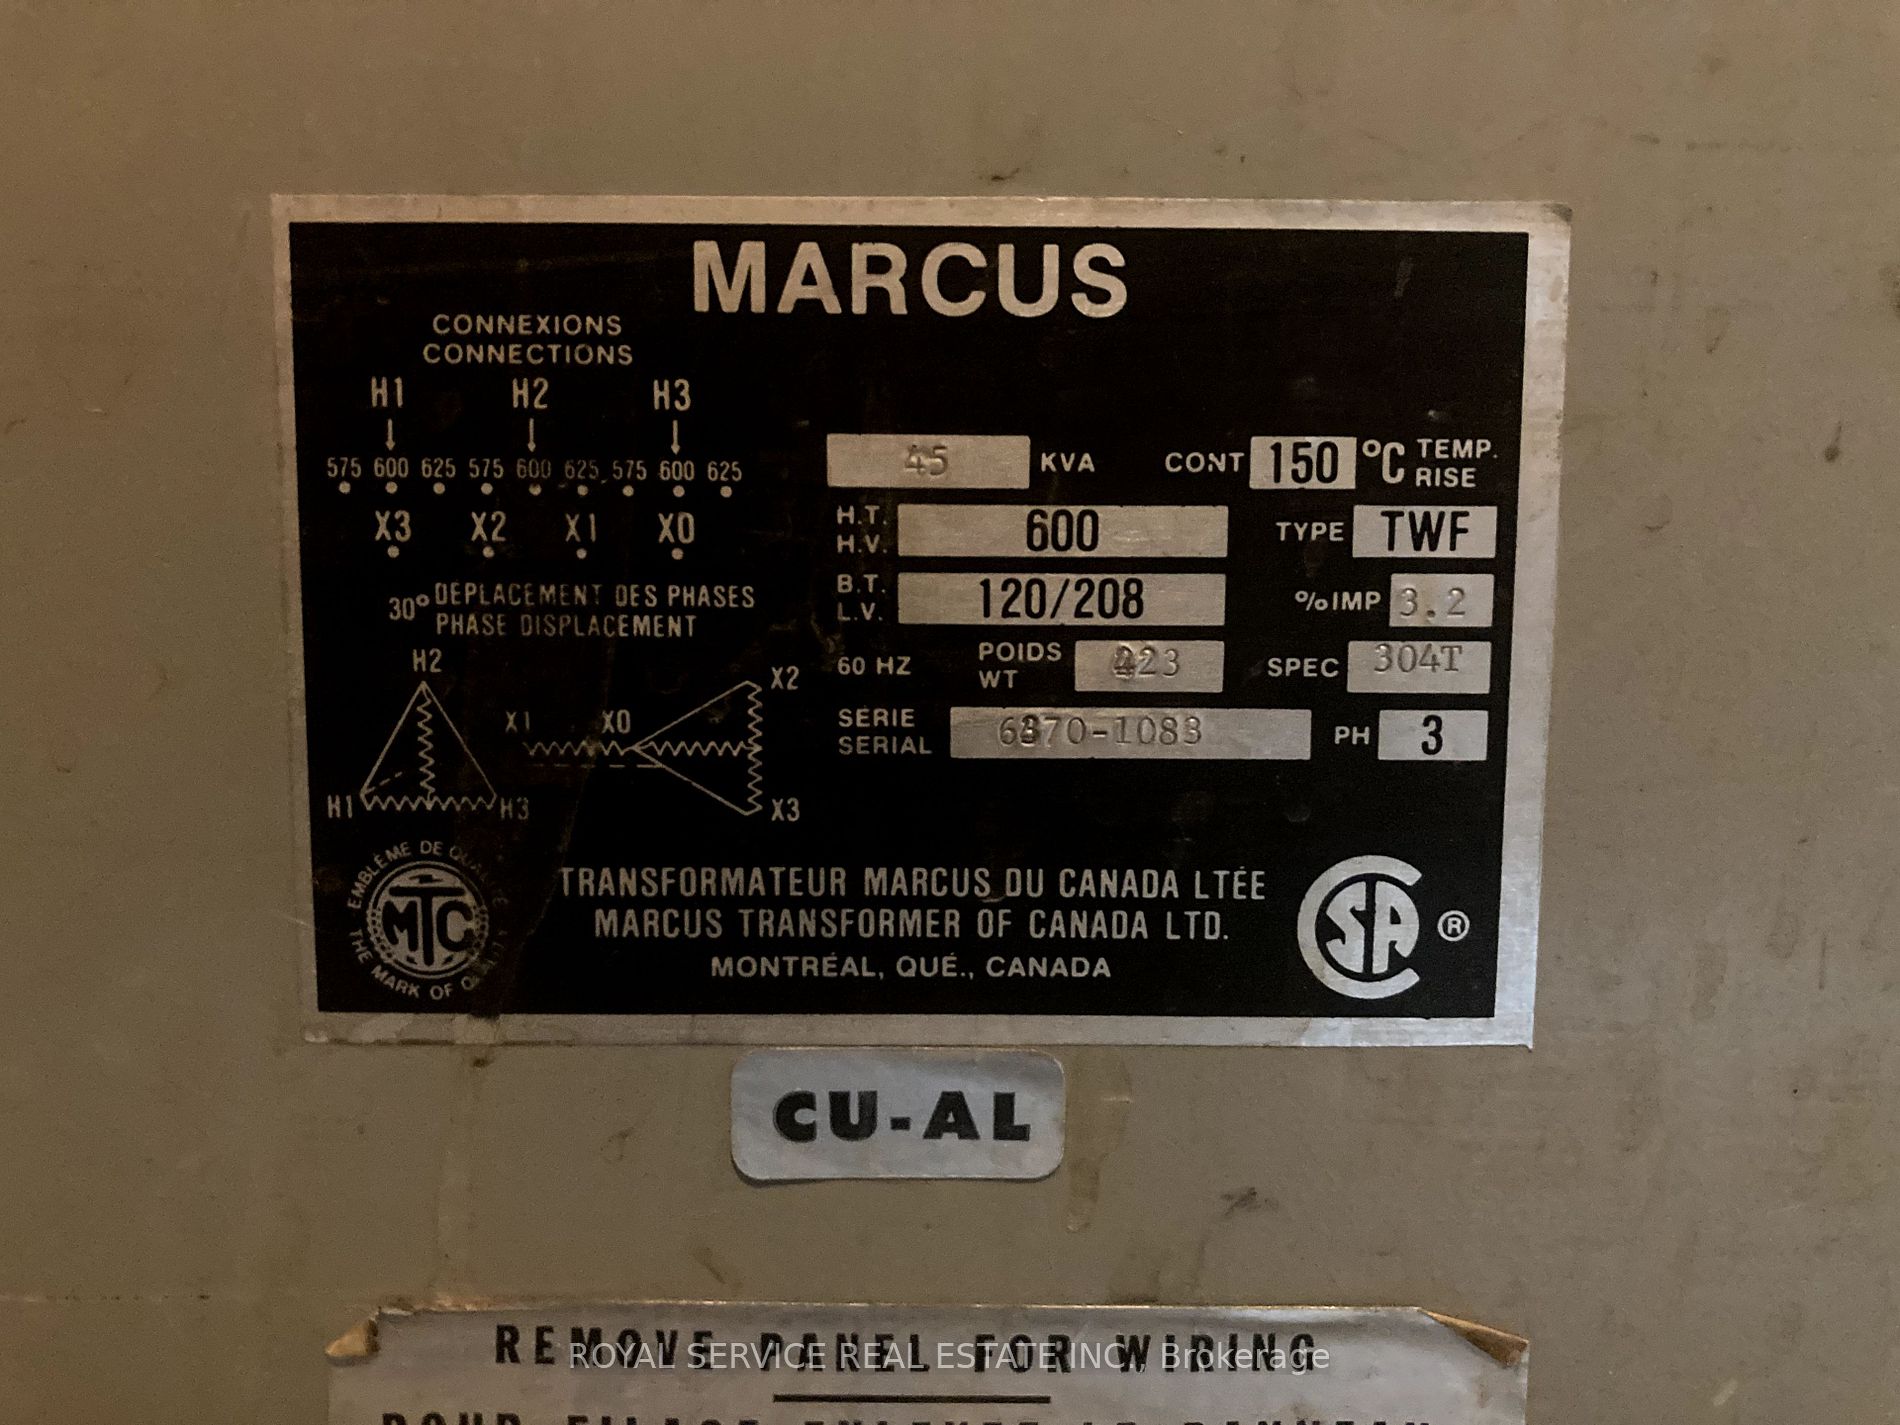 MARCUS
CONNEXIONS
CONNECTIONS
H1 H2 H3
575 600 625 575 600 625 575 600 625
X3 X2 X1 X0
30° DEPLACEMENT DES PHASES
PHASE DISPLACEMENT
H2
H1 H3
X1 X0 X2
X3
45 KVA CONT 150 °C TEMP. RISE
H.T. H.V. 600 TYPE TWF
B.T. L.V. 120/208 %IMP 3.2
60 HZ POIDS WT SPEC 304T
SERIE SERIAL PH 3
EMBLÈME DE QUALITÉ
MTC
THE MARK OF QUALITY
TRANSFORMATEUR MARCUS DU CANADA LTÉE
MARCUS TRANSFORMER OF CANADA LTD.
MONTRÉAL, QUÉ., CANADA
CSA ®
CU-AL
REMOVE PANEL FOR WIRING
ROYAL SERVICE REAL ESTATE INC., Brokerage